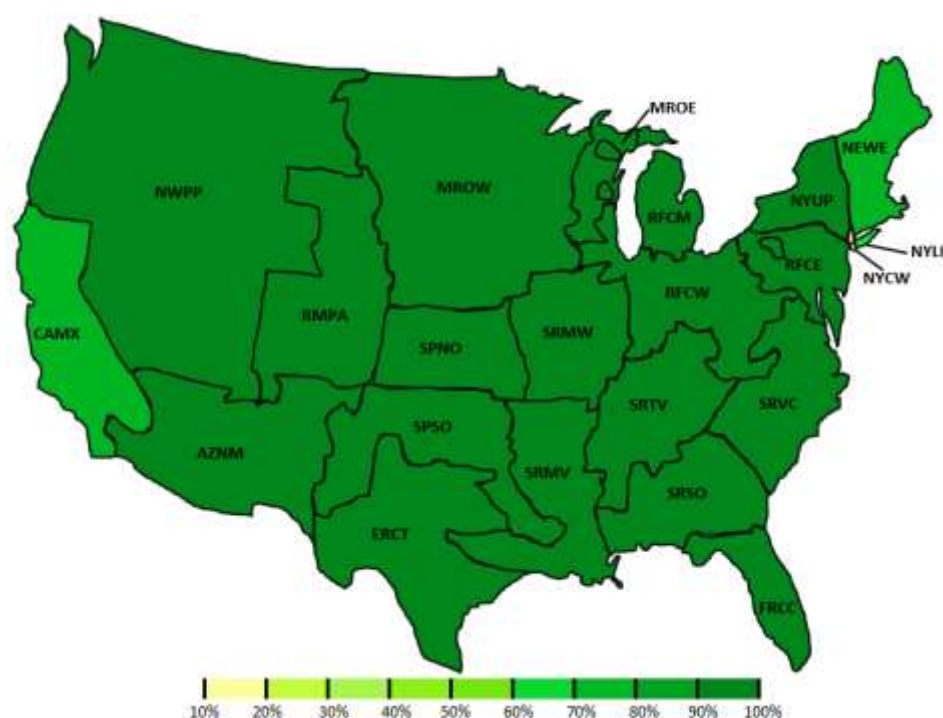 MROE
NEWE
NWPP
MROW
NYUP
RFCM
NYLI
RFCE
NYCW
RFCW
RMPA
CAMX
SRMW
SPNO
SRTV
SRVC
SPSO
AZNM
SRMV
SRSO
ERCT
FRCC
10% 20% 30% 40% 50% 60% 70% 80% 90% 100%